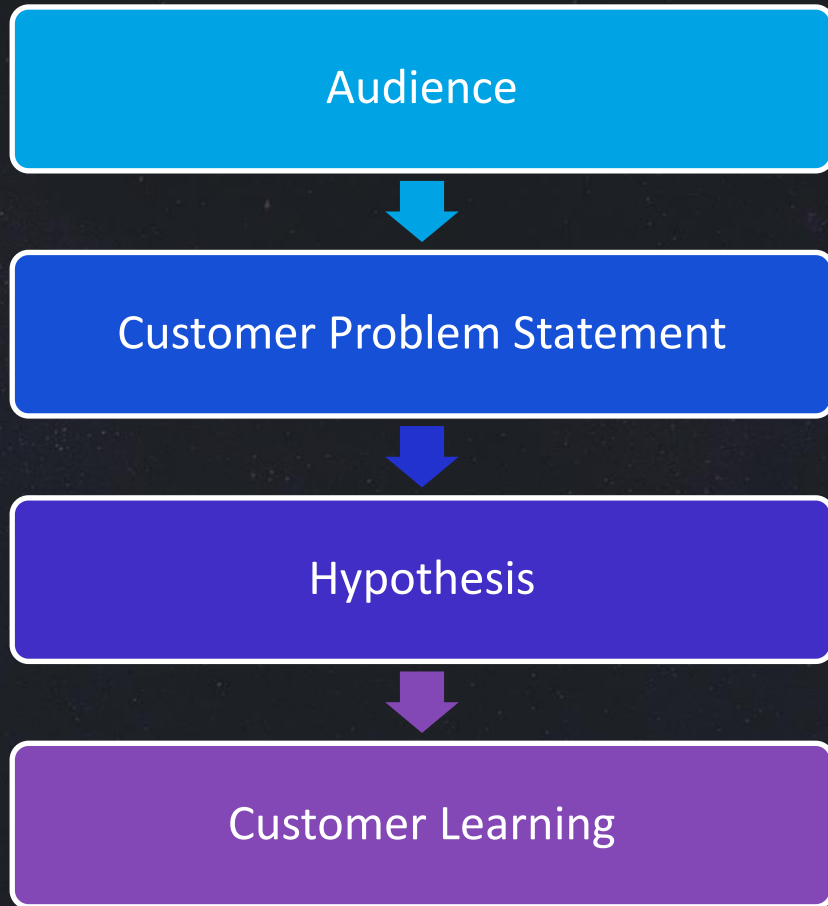 Audience
Customer Problem Statement
Hypothesis
Customer Learning